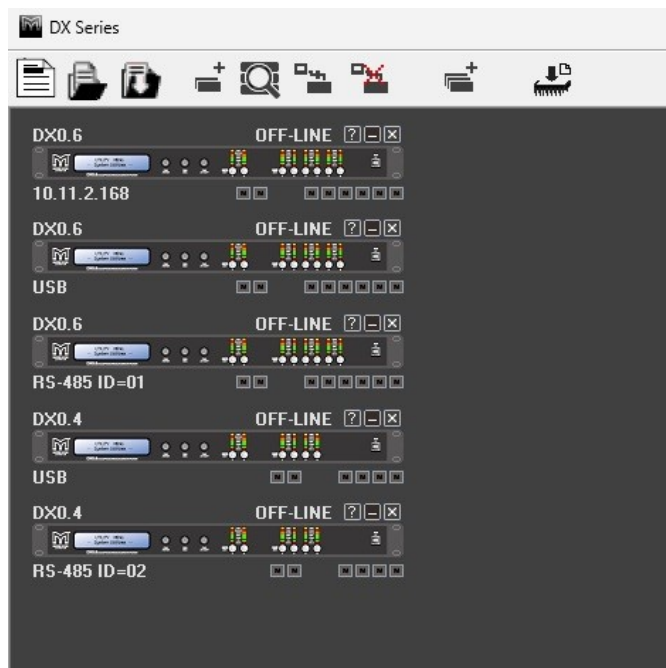 DX Series
DX0.6 OFF-LINE ? – X
10.11.2.168
DX0.6 OFF-LINE ? – X
USB
DX0.6 OFF-LINE ? – X
RS-485 ID=01
DX0.4 OFF-LINE ? – X
USB
DX0.4 OFF-LINE ? – X
RS-485 ID=02